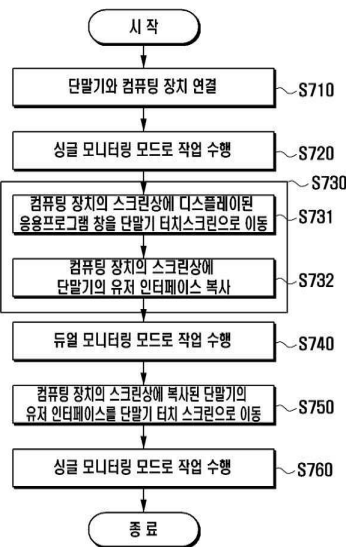 시 작
단말기와 컴퓨팅 장치 연결
S710
싱글 모니터링 모드로 작업 수행
S720
S730
컴퓨팅 장치의 스크린상에 디스플레이된
응용프로그램 창을 단말기 터치스크린으로 이동
S731
컴퓨팅 장치의 스크린상에
단말기의 유저 인터페이스 복사
S732
듀얼 모니터링 모드로 작업 수행
S740
컴퓨팅 장치의 스크린상에 복사된 단말기의
유저 인터페이스를 단말기 터치 스크린으로 이동
S750
싱글 모니터링 모드로 작업 수행
S760
종 료